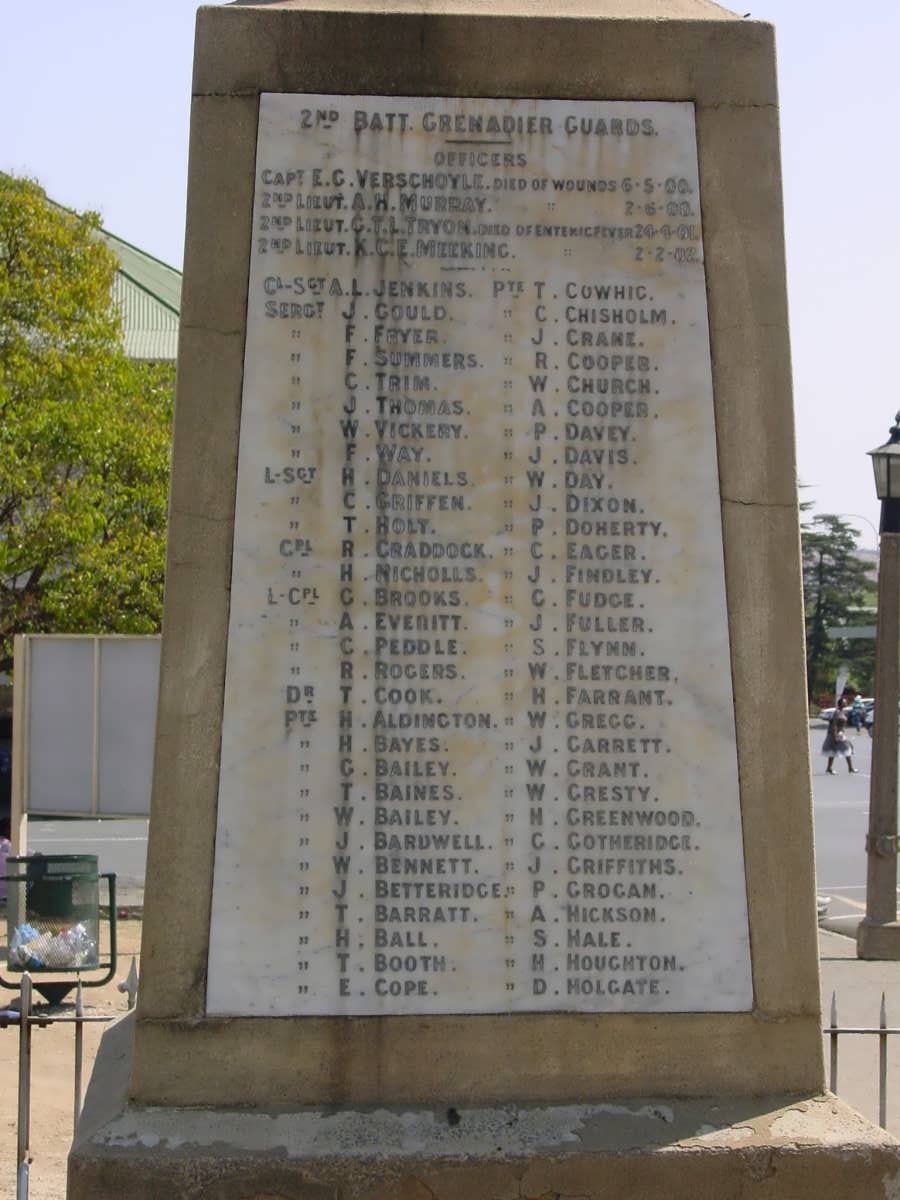 2ND BATT. GRENADIER GUARDS.
OFFICERS
CAPT E.G. VERSCHOYLE. DIED OF WOUNDS 6·5·00.
2ND LIEUT. A.H. MURRAY. " 2·6·00.
2ND LIEUT. G.T.L. TRYON. DIED OF ENTERIC FEVER 24·4·01.
2ND LIEUT. K.C.E. MEEKING. " 2·2·02.
CL-SGT A.L. JENKINS. PTE T. COWHIG.
SERGT J. GOULD. " C. CHISHOLM.
" F. FRYER. " J. CRANE.
" F. SUMMERS. " R. COOPER.
" C. TRIM. " W. CHURCH.
" J. THOMAS. " A. COOPER.
" W. VICKERY. " P. DAVEY.
" F. WAY. " J. DAVIS.
L-SGT H. DANIELS. " W. DAY.
" C. GRIFFEN. " J. DIXON.
" T. HOLT. " P. DOHERTY.
CPL R. CRADDOCK. " C. EAGER.
" H. NICHOLLS. " J. FINDLEY.
L-CPL G. BROOKS. " G. FUDGE.
" A. EVERITT. " J. FULLER.
" C. PEDDLE. " S. FLYNN.
" R. ROGERS. " W. FLETCHER.
DR T. COOK. " H. FARRANT.
PTE H. ALDINGTON. " W. GREGG.
" H. BAYES. " J. GARRETT.
" G. BAILEY. " W. GRANT.
" T. BAINES. " W. GRESTY.
" W. BAILEY. " H. GREENWOOD.
" J. BARDWELL. " G. GOTHERIDGE.
" W. BENNETT. " J. GRIFFITHS.
" J. BETTERIDGE. " P. GROGAN.
" T. BARRATT. " A. HICKSON.
" H. BALL. " S. HALE.
" T. BOOTH. " H. HOUGHTON.
" E. COPE. " D. HOLGATE.